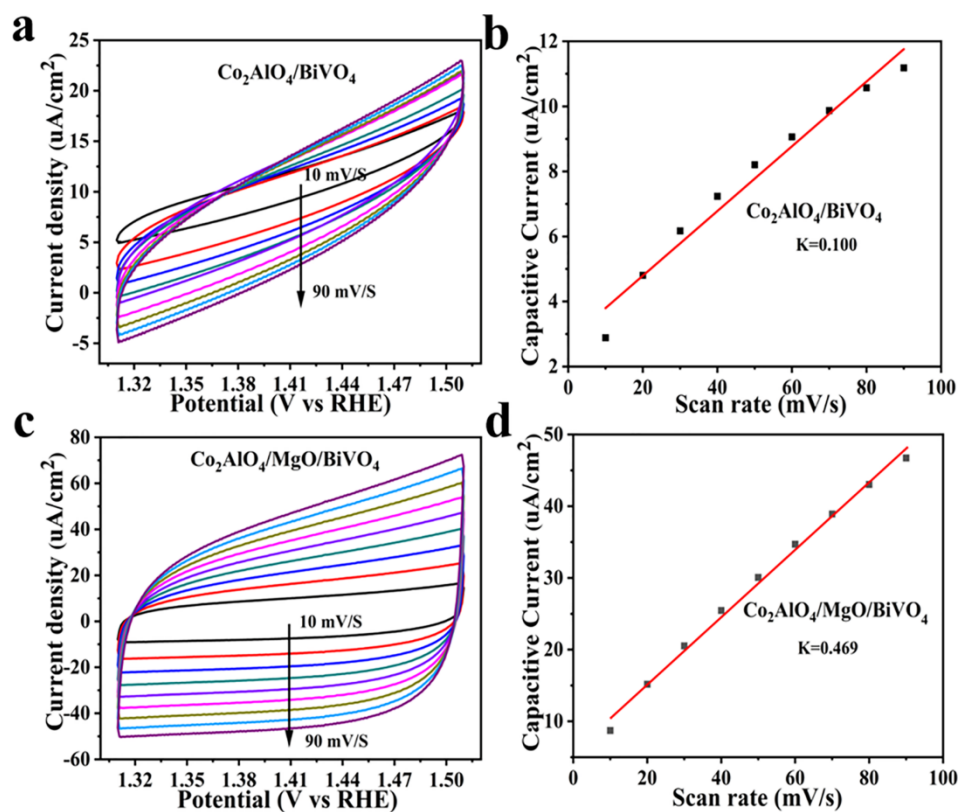 a
Current density (uA/cm²)
25
20
15
10
5
0
-5
Co₂AlO₄/BiVO₄
10 mV/S
90 mV/S
1.32 1.35 1.38 1.41 1.44 1.47 1.50
Potential (V vs RHE)
b
Capacitive Current (uA/cm²)
12
10
8
6
4
2
Co₂AlO₄/BiVO₄
K=0.100
0 20 40 60 80 100
Scan rate (mV/s)
c
Current density (uA/cm²)
80
60
40
20
0
-20
-40
-60
Co₂AlO₄/MgO/BiVO₄
10 mV/S
90 mV/S
1.32 1.35 1.38 1.41 1.44 1.47 1.50
Potential (V vs RHE)
d
Capacitive Current (uA/cm²)
50
40
30
20
10
Co₂AlO₄/MgO/BiVO₄
K=0.469
0 20 40 60 80 100
Scan rate (mV/s)